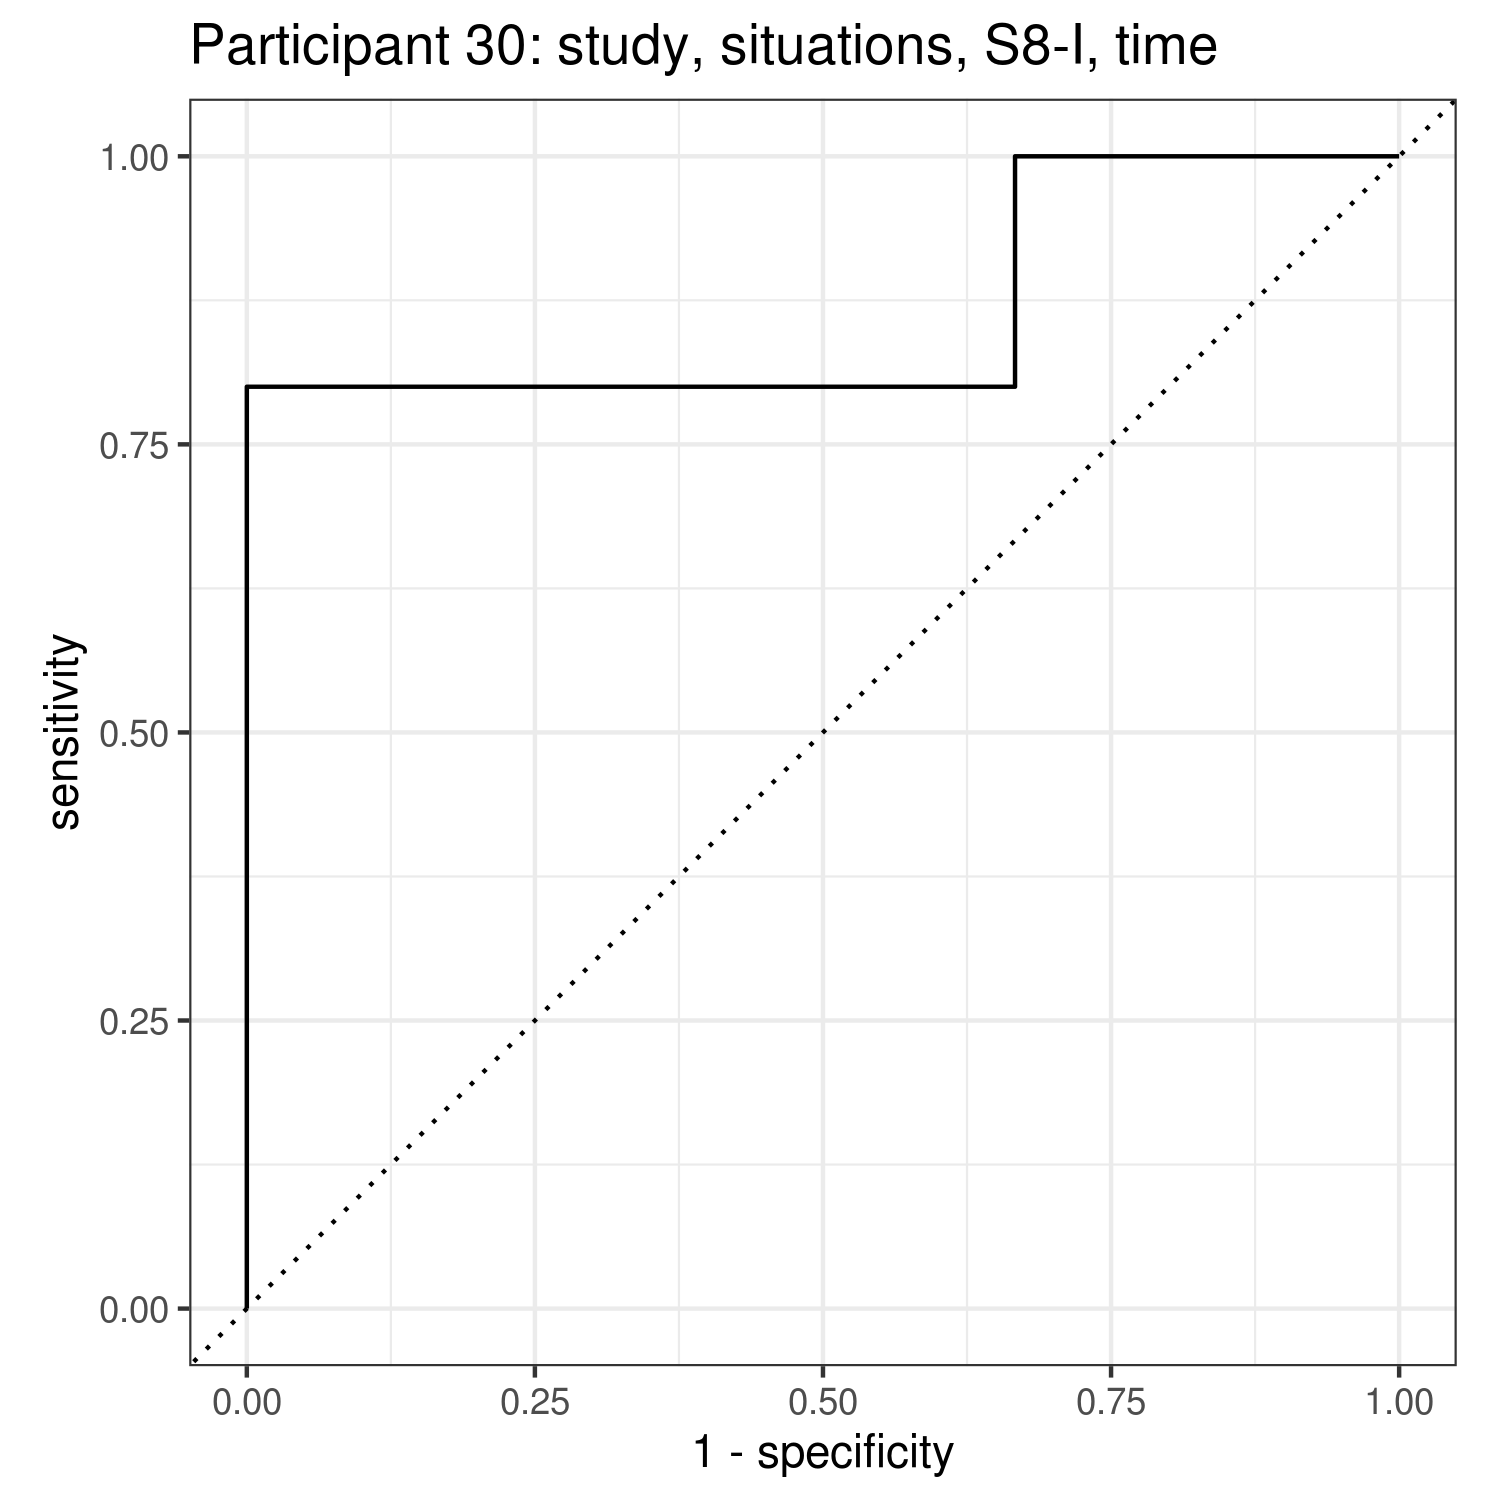 Participant 30: study, situations, S8-I, time
1.00
0.75
0.50
0.25
0.00
sensitivity
0.00 0.25 0.50 0.75 1.00
1 - specificity